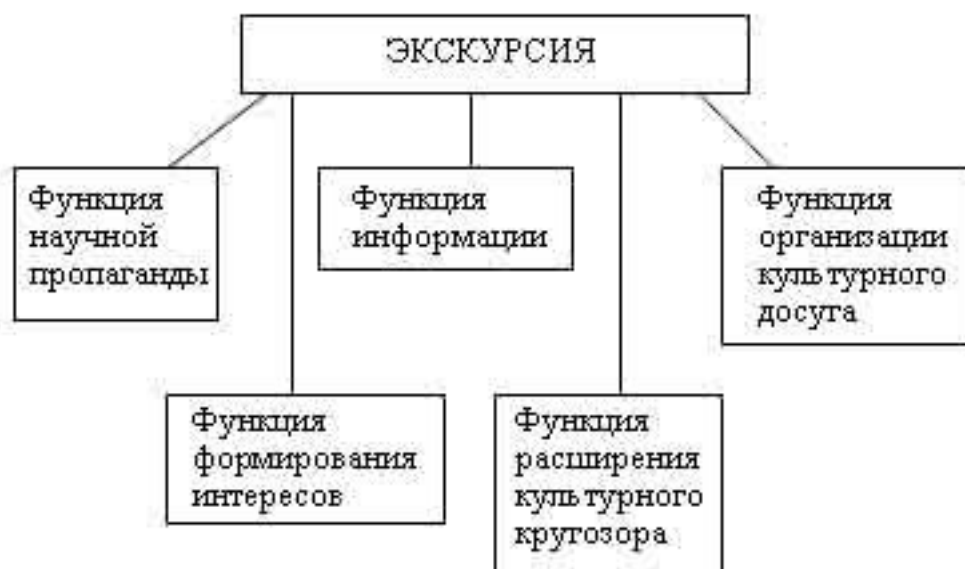 ЭКСКУРСИЯ
Функция
научной
пропаганды
Функция
информации
Функция
организации
культурного
досуга
Функция
формирования
интересов
Функция
расширения
культурного
кругозора